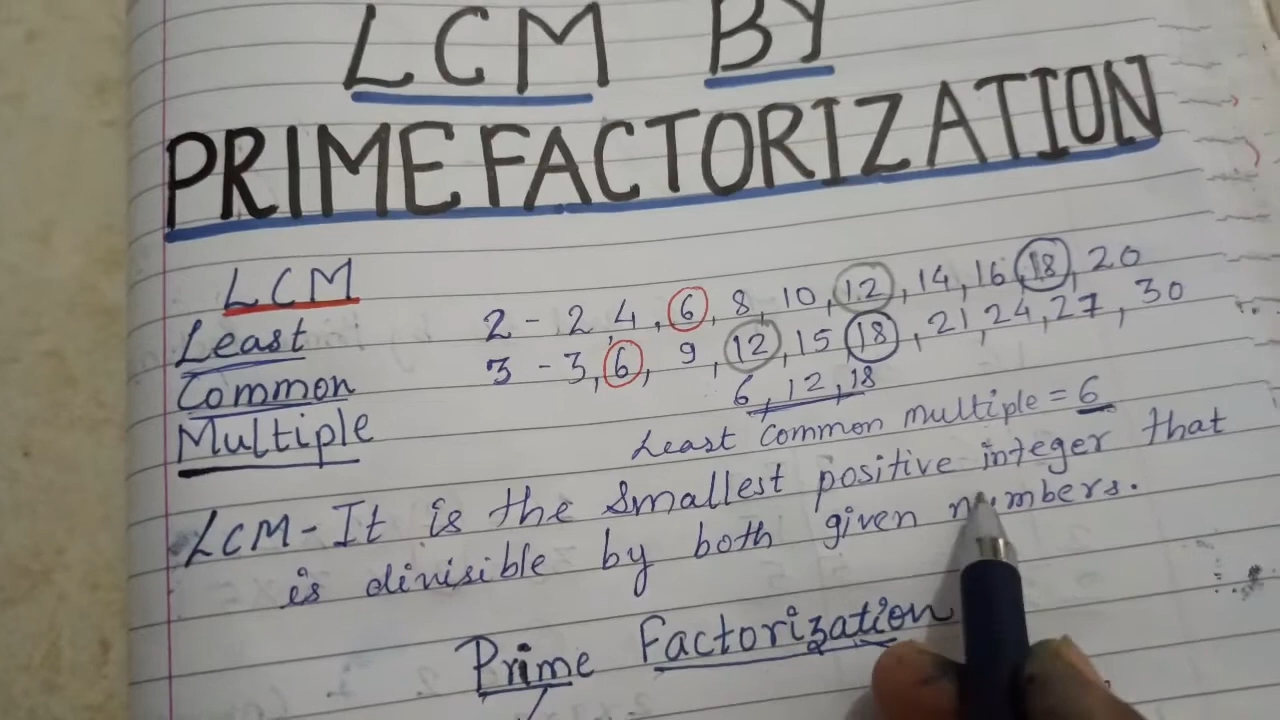 LCM BY
PRIME FACTORIZATION
LCM
Least
Common
Multiple
2 - 2 4, 6, 8, 10, 12, 14, 16, 18, 20
3 - 3, 6, 9, 12, 15 18, 21, 24, 27, 30
6, 12, 18
Least Common multiple = 6
LCM - It is the smallest positive integer that
is divisible by both given numbers.
Prime Factorization